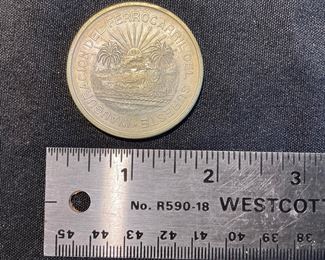 INAUGURACION DEL FERROCARRIL DEL SURESTE
1 2 3
No. R590-18 WESTCOTT
45 44 43 42 41 40 39 38